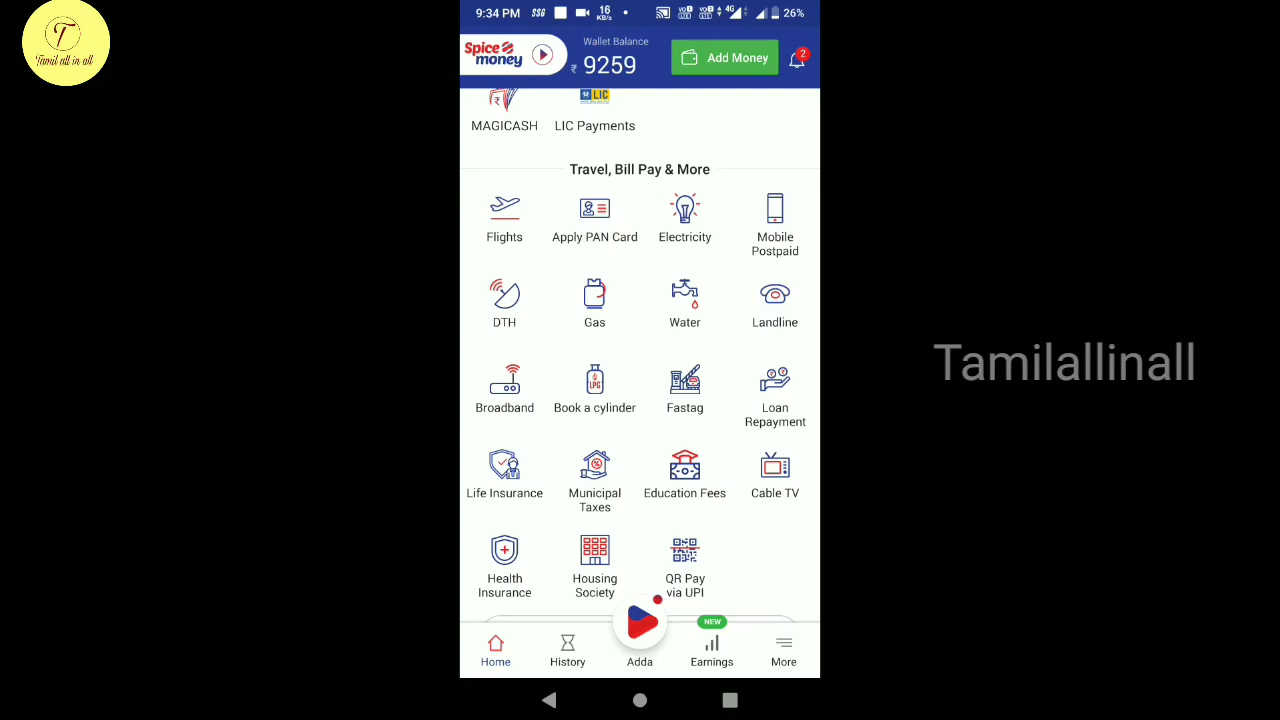 T
Tamil all in all
9:34 PM SSG 16 KB/s 4G 26%
Spice money
Wallet Balance
₹ 9259
Add Money
2
LIC
MAGICASH LIC Payments
Travel, Bill Pay & More
Flights Apply PAN Card Electricity Mobile Postpaid
DTH Gas Water Landline
LPG
Broadband Book a cylinder Fastag Loan Repayment
Life Insurance Municipal Taxes Education Fees Cable TV
Health Insurance Housing Society QR Pay via UPI
NEW
Home History Adda Earnings More
Tamilallinall